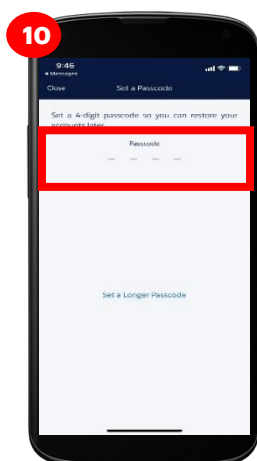 10
9:46
◂ Messages
Close Set a Passcode
Set a 4-digit passcode so you can restore your
accounts later.
Passcode
Set a Longer Passcode